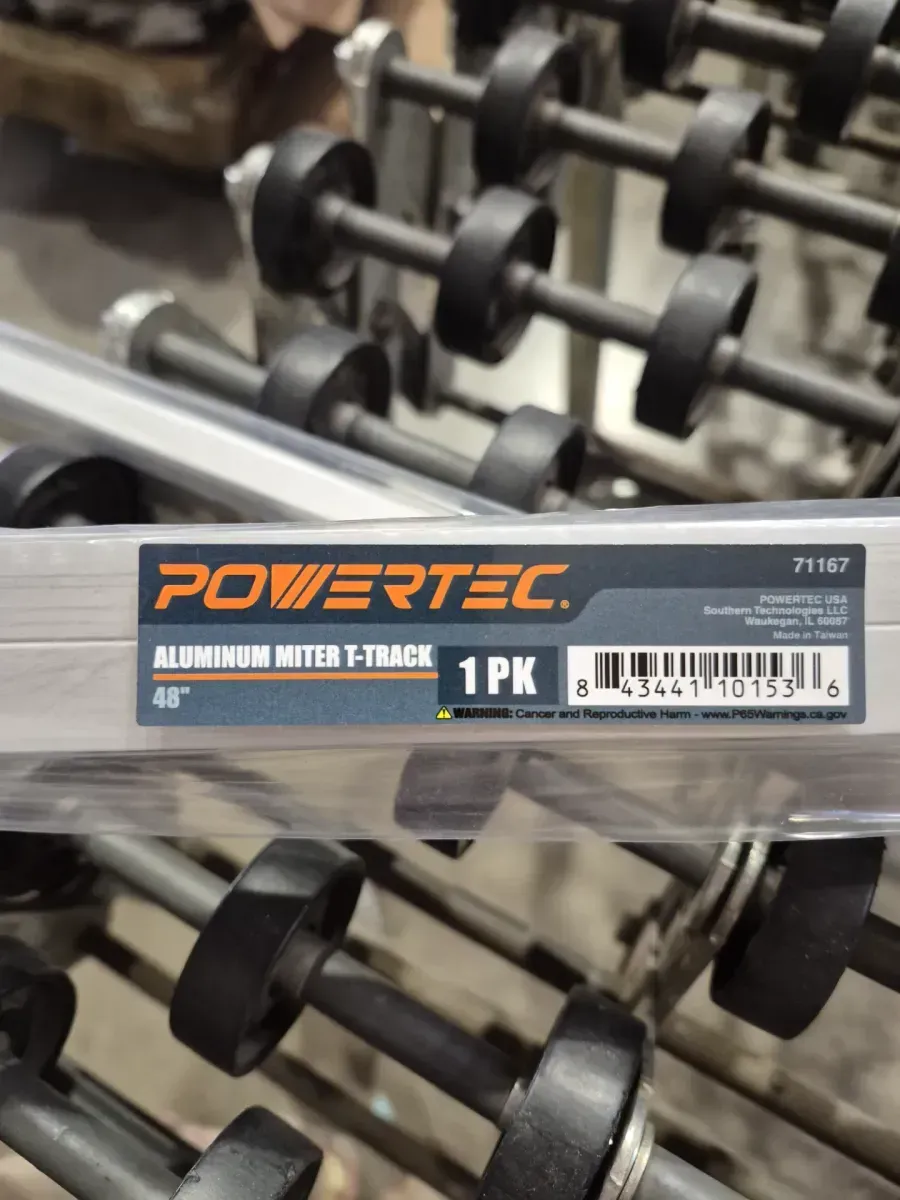 POWERTEC®
71167
POWERTEC USA
Southern Technologies LLC
Waukegan, IL 60087
Made in Taiwan
ALUMINUM MITER T-TRACK
48"
1 PK
8 43441 10153 6
WARNING: Cancer and Reproductive Harm - www.P65Warnings.ca.gov